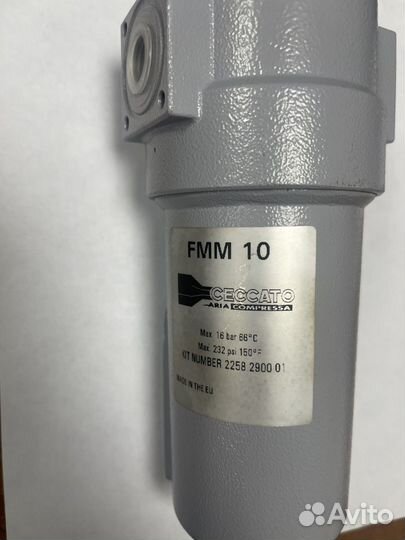 FMM 10
CECCATO
ARIA COMPRESSA
Max 16 bar 66°C
Max 232 psi 150°F
KIT NUMBER 2258 2900 01
MADE IN THE EU
Avito